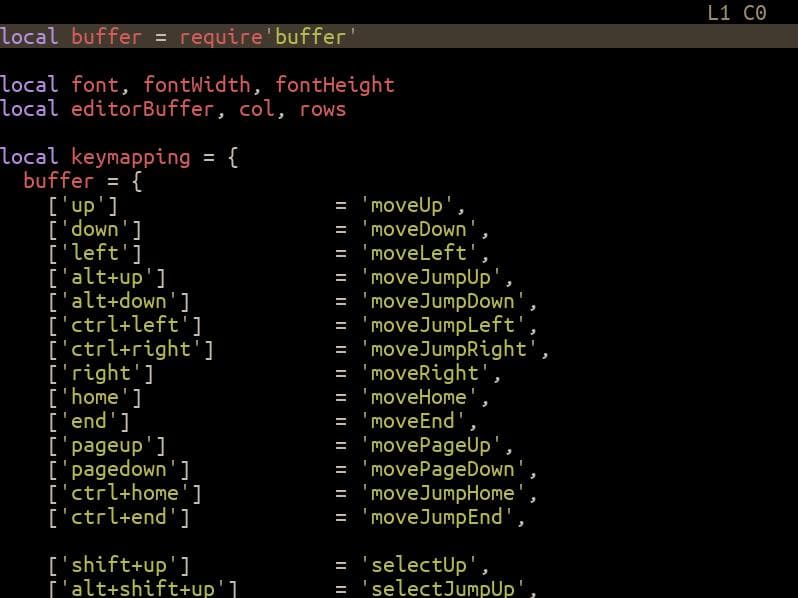 L1 C0
local buffer = require'buffer'
local font, fontWidth, fontHeight
local editorBuffer, col, rows
local keymapping = {
  buffer = {
    ['up']                  = 'moveUp',
    ['down']                = 'moveDown',
    ['left']                = 'moveLeft',
    ['alt+up']              = 'moveJumpUp',
    ['alt+down']            = 'moveJumpDown',
    ['ctrl+left']           = 'moveJumpLeft',
    ['ctrl+right']          = 'moveJumpRight',
    ['right']               = 'moveRight',
    ['home']                = 'moveHome',
    ['end']                 = 'moveEnd',
    ['pageup']              = 'movePageUp',
    ['pagedown']            = 'movePageDown',
    ['ctrl+home']           = 'moveJumpHome',
    ['ctrl+end']            = 'moveJumpEnd',
    ['shift+up']            = 'selectUp',
    ['alt+shift+up']        = 'selectJumpUp',